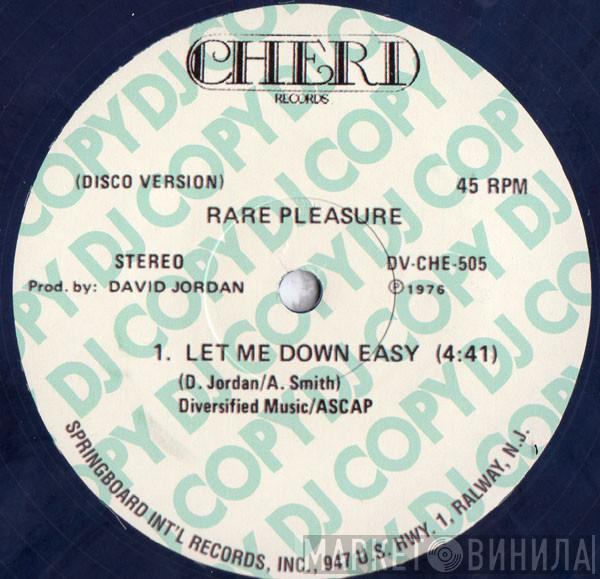 CHERI
RECORDS
(DISCO VERSION)
45 RPM
RARE PLEASURE
STEREO
DV-CHE-505
Prod. by: DAVID JORDAN
Ⓟ1976
1. LET ME DOWN EASY (4:41)
(D. Jordan/A. Smith)
Diversified Music/ASCAP
SPRINGBOARD INT'L RECORDS, INC., 947 U.S. HWY. 1, RALWAY, N.J.
DJ COPY DJ COPY DJ COPY
МАРКЕТ ВИНИЛА